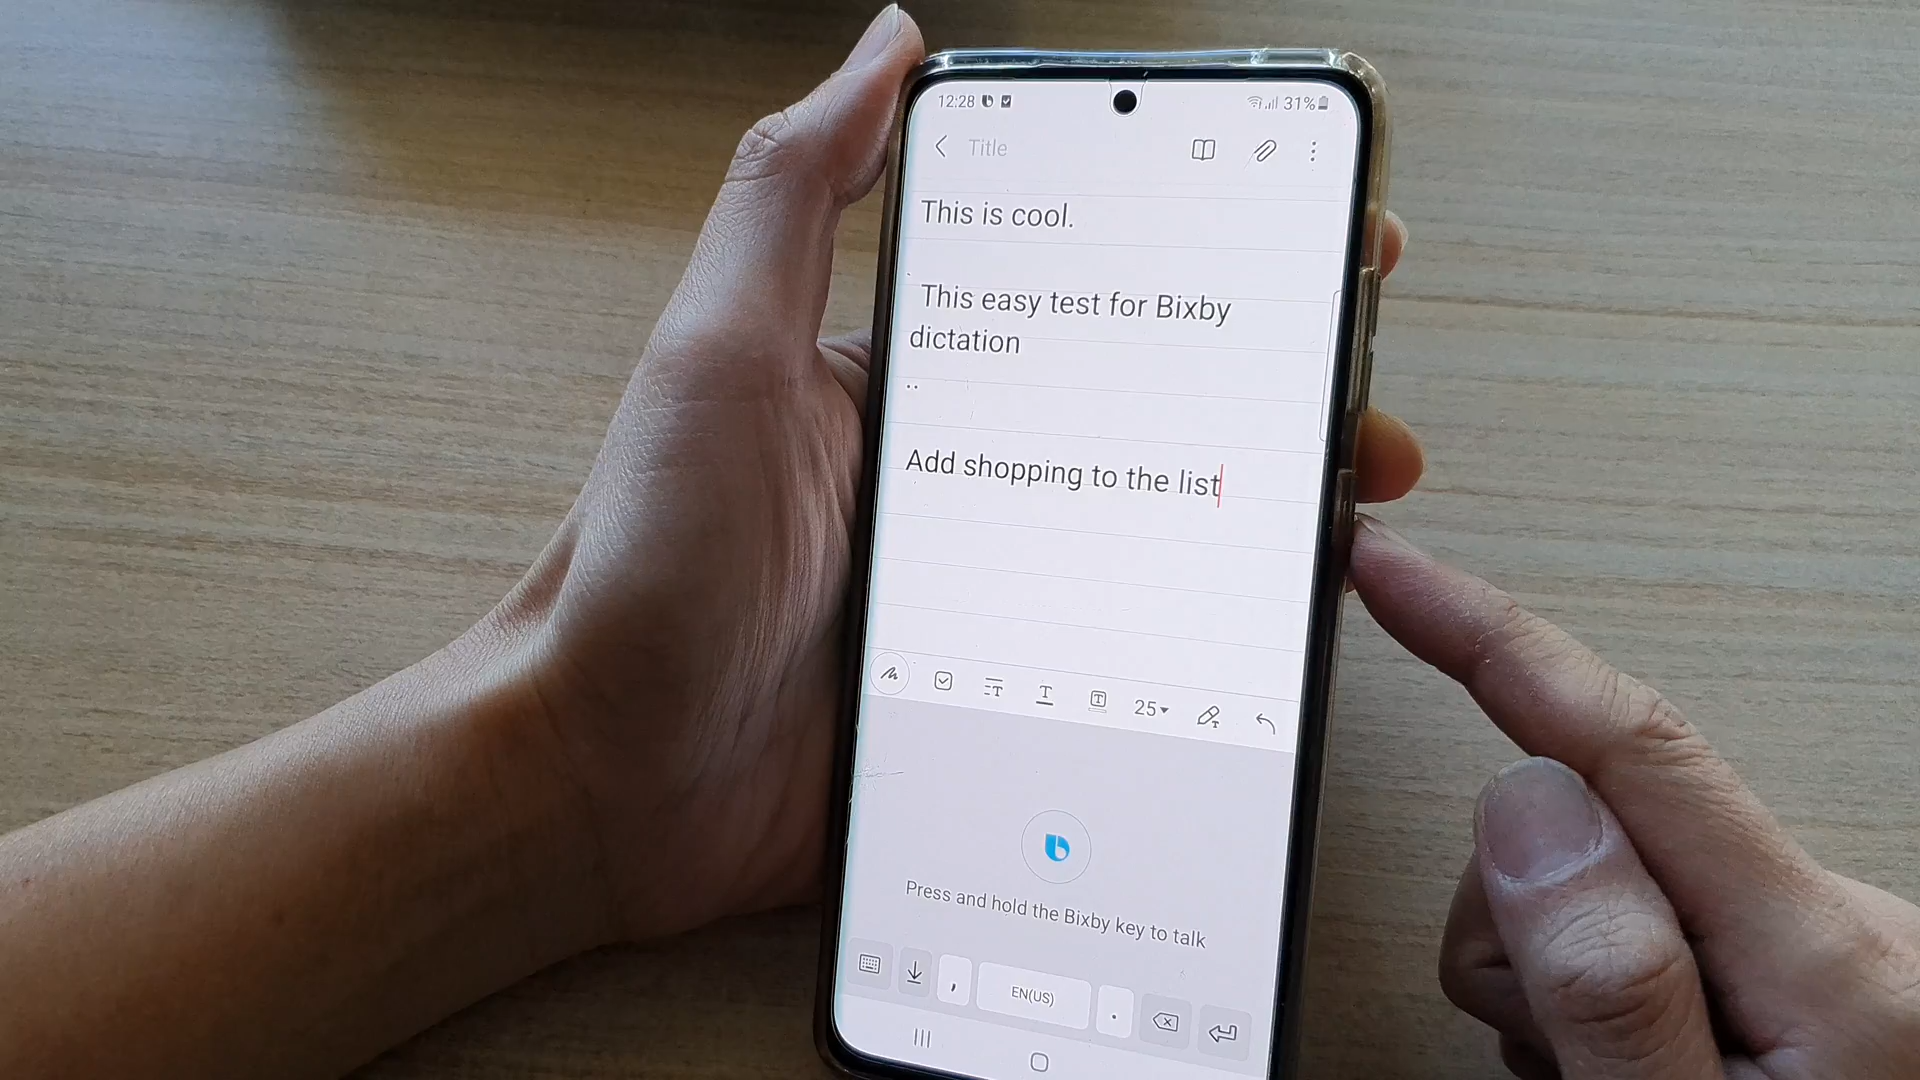 12:28 31%
Title
This is cool.
This easy test for Bixby
dictation
..
Add shopping to the list
25
Press and hold the Bixby key to talk
, EN(US) .